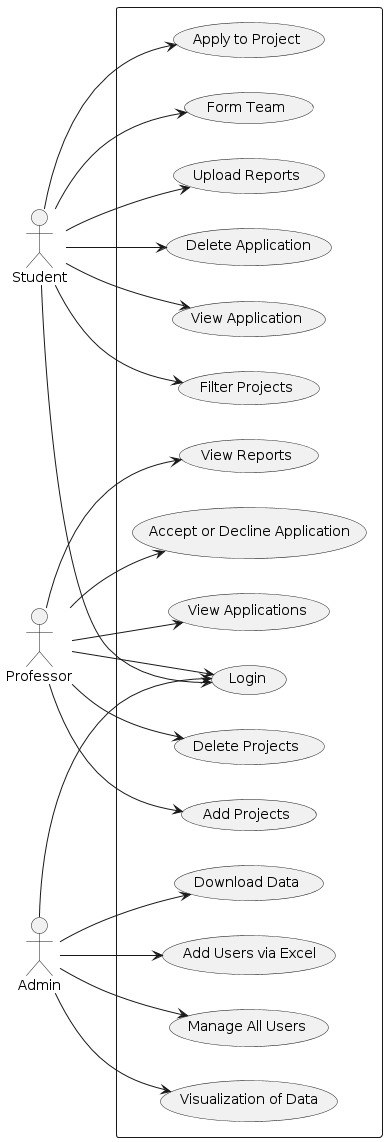 Apply to Project
Form Team
Upload Reports
Delete Application
Student
View Application
Filter Projects
View Reports
Accept or Decline Application
View Applications
Professor
Login
Delete Projects
Add Projects
Download Data
Add Users via Excel
Admin
Manage All Users
Visualization of Data